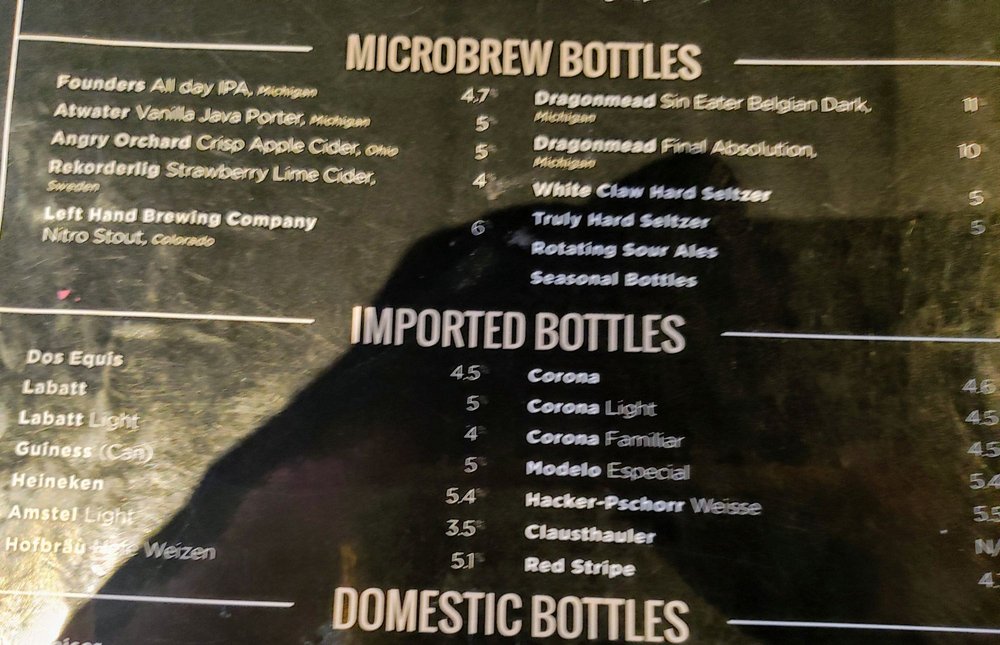 MICROBREW BOTTLES
Founders All day IPA, Michigan 4.7%
Atwater Vanilla Java Porter, Michigan 5%
Angry Orchard Crisp Apple Cider, Ohio 5%
Rekorderlig Strawberry Lime Cider, 4%
Sweden
Left Hand Brewing Company 6
Nitro Stout, Colorado
Dragonmead Sin Eater Belgian Dark, 11
Michigan
Dragonmead Final Absolution, 10
Michigan
White Claw Hard Seltzer 5
Truly Hard Seltzer 5
Rotating Sour Ales
Seasonal Bottles
IMPORTED BOTTLES
Dos Equis 4.5%
Labatt 5%
Labatt Light 4%
Guiness (Can) 5%
Heineken 5.4%
Amstel Light 3.5%
Hofbräu Hefe Weizen 5.1%
Corona 4.6
Corona Light 4.5
Corona Familiar 4.5
Modelo Especial 5.4
Hacker-Pschorr Weisse 5.5
Clausthauler N/
Red Stripe 4.
DOMESTIC BOTTLES